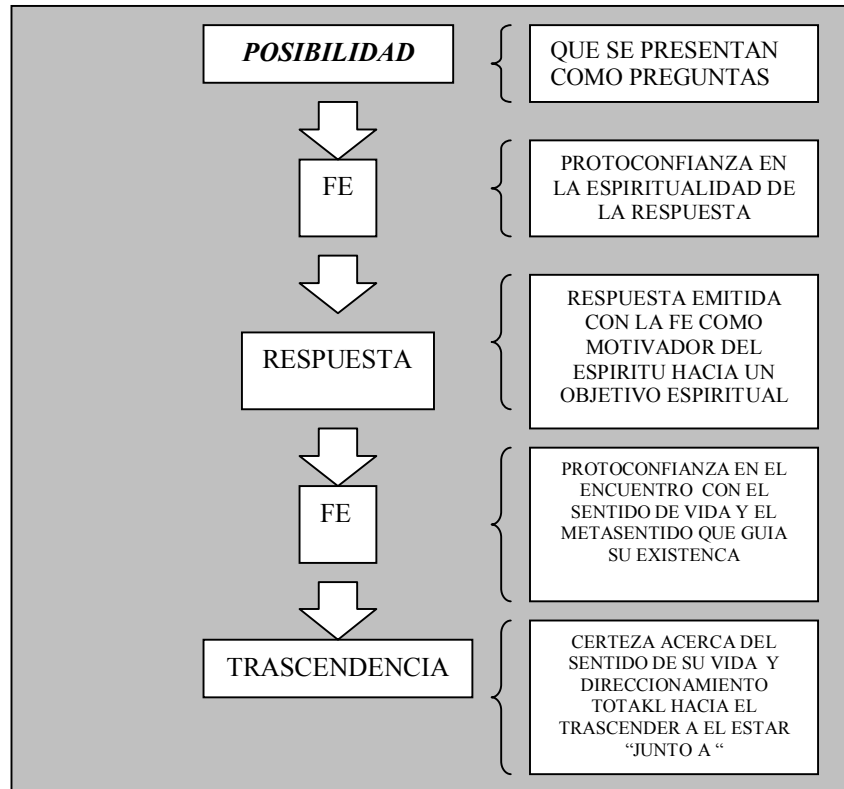 POSIBILIDAD
QUE SE PRESENTAN
COMO PREGUNTAS
FE
PROTOCONFIANZA EN
LA ESPIRITUALIDAD DE
LA RESPUESTA
RESPUESTA
RESPUESTA EMITIDA
CON LA FE COMO
MOTIVADOR DEL
ESPIRITU HACIA UN
OBJETIVO ESPIRITUAL
FE
PROTOCONFIANZA EN EL
ENCUENTRO CON EL
SENTIDO DE VIDA Y EL
METASENTIDO QUE GUIA
SU EXISTENCA
TRASCENDENCIA
CERTEZA ACERCA DEL
SENTIDO DE SU VIDA Y
DIRECCIONAMIENTO
TOTAKL HACIA EL
TRASCENDER A EL ESTAR
“JUNTO A “